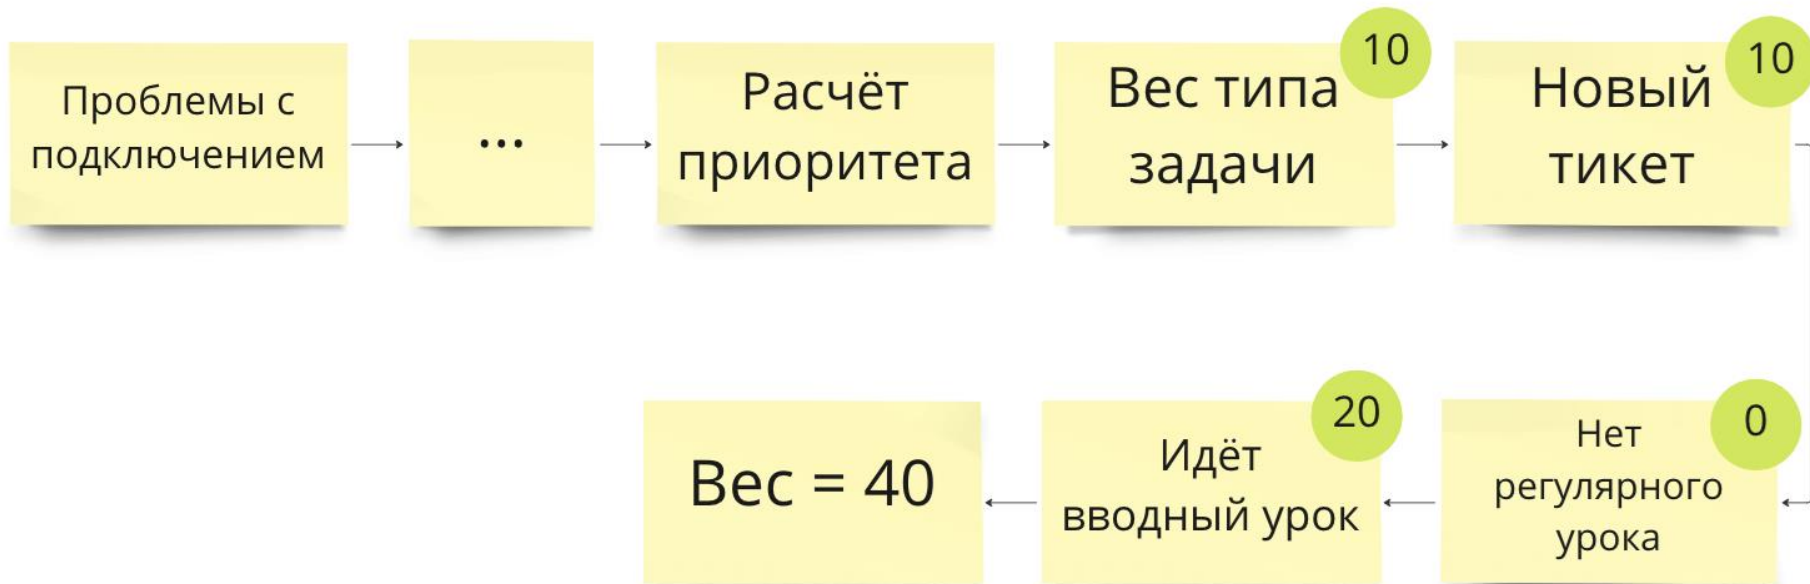 Проблемы с
подключением
...
Расчёт
приоритета
10
Вес типа
задачи
10
Новый
тикет
0
Нет
регулярного
урока
20
Идёт
вводный урок
Вес = 40